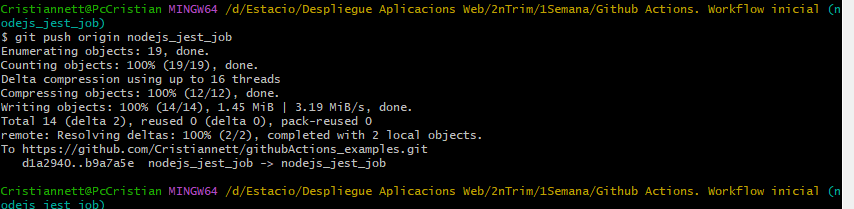 Cristiannett@PcCristian MINGW64 /d/Estacio/Despliegue Aplicacions Web/2nTrim/1Semana/Github Actions. Workflow inicial (n
odejs_jest_job)
$ git push origin nodejs_jest_job
Enumerating objects: 19, done.
Counting objects: 100% (19/19), done.
Delta compression using up to 16 threads
Compressing objects: 100% (12/12), done.
Writing objects: 100% (14/14), 1.45 MiB | 3.19 MiB/s, done.
Total 14 (delta 2), reused 0 (delta 0), pack-reused 0
remote: Resolving deltas: 100% (2/2), completed with 2 local objects.
To https://github.com/Cristiannett/githubActions_examples.git
   d1a2940..b9a7a5e  nodejs_jest_job -> nodejs_jest_job
Cristiannett@PcCristian MINGW64 /d/Estacio/Despliegue Aplicacions Web/2nTrim/1Semana/Github Actions. Workflow inicial (n
odejs_jest_job)